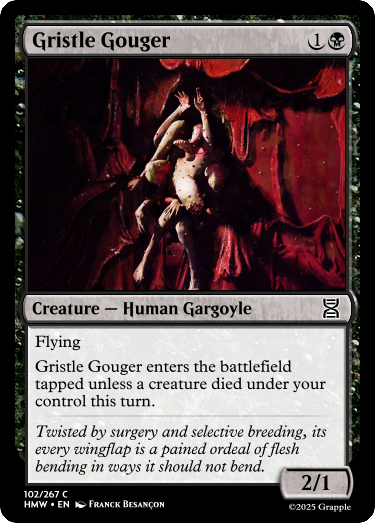 Gristle Gouger 1
Creature — Human Gargoyle
Flying
Gristle Gouger enters the battlefield
tapped unless a creature died under your
control this turn.
Twisted by surgery and selective breeding, its
every wingflap is a pained ordeal of flesh
bending in ways it should not bend.
2/1
102/267 C
HMW • EN Franck Besançon
©2025 Grapple